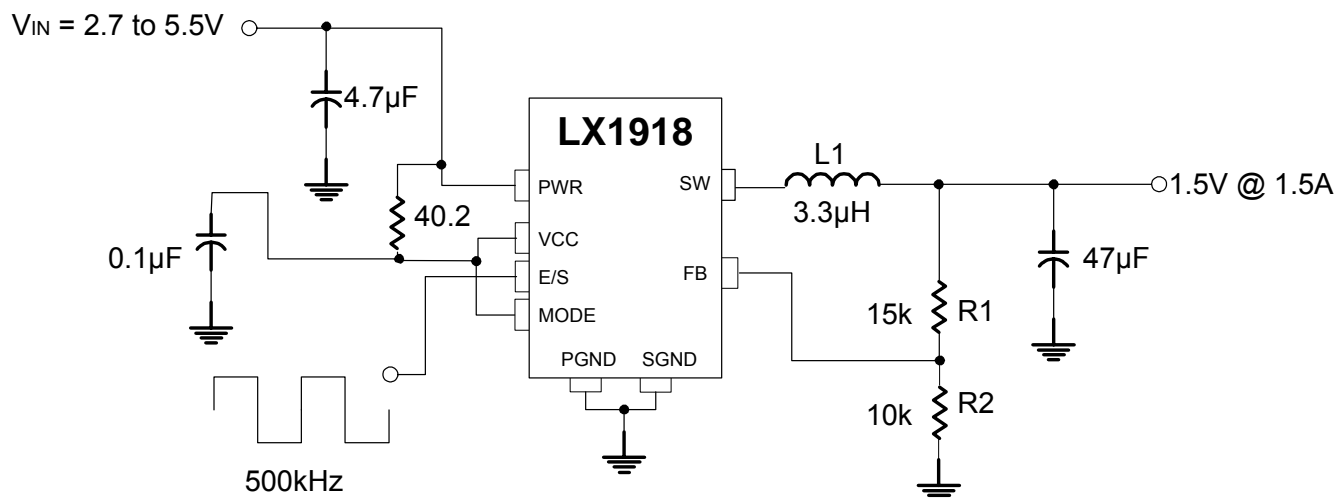 VIN = 2.7 to 5.5V
4.7µF
LX1918
L1
PWR
SW
1.5V @ 1.5A
40.2
3.3µH
VCC
0.1µF
E/S
FB
47µF
MODE
15k
R1
PGND
SGND
10k
R2
500kHz